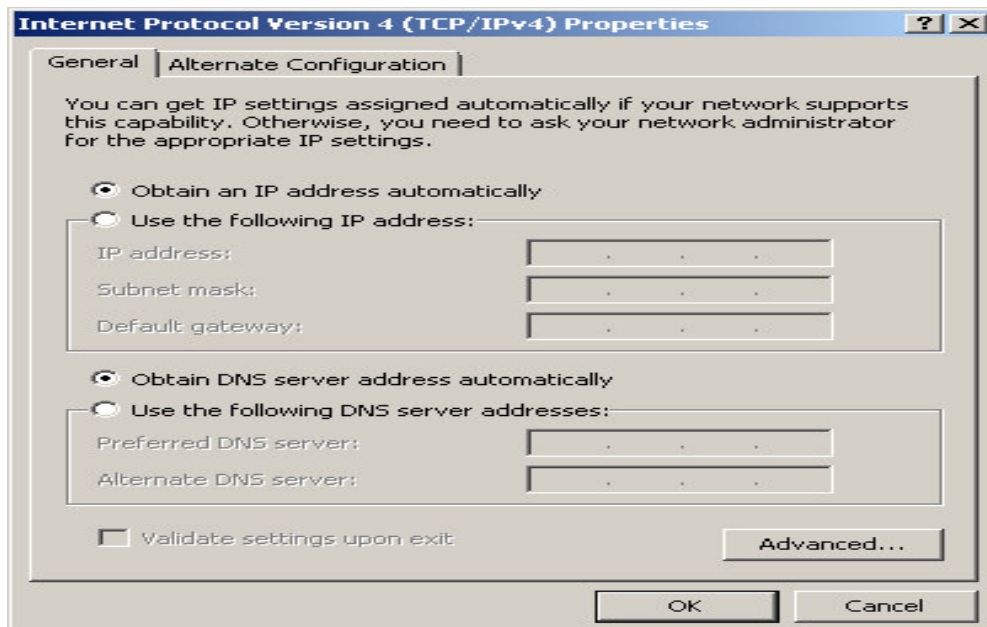 Internet Protocol Version 4 (TCP/IPv4) Properties
General
Alternate Configuration
You can get IP settings assigned automatically if your network supports
this capability. Otherwise, you need to ask your network administrator
for the appropriate IP settings.
Obtain an IP address automatically
Use the following IP address:
IP address:
Subnet mask:
Default gateway:
Obtain DNS server address automatically
Use the following DNS server addresses:
Preferred DNS server:
Alternate DNS server:
Validate settings upon exit
Advanced...
OK
Cancel